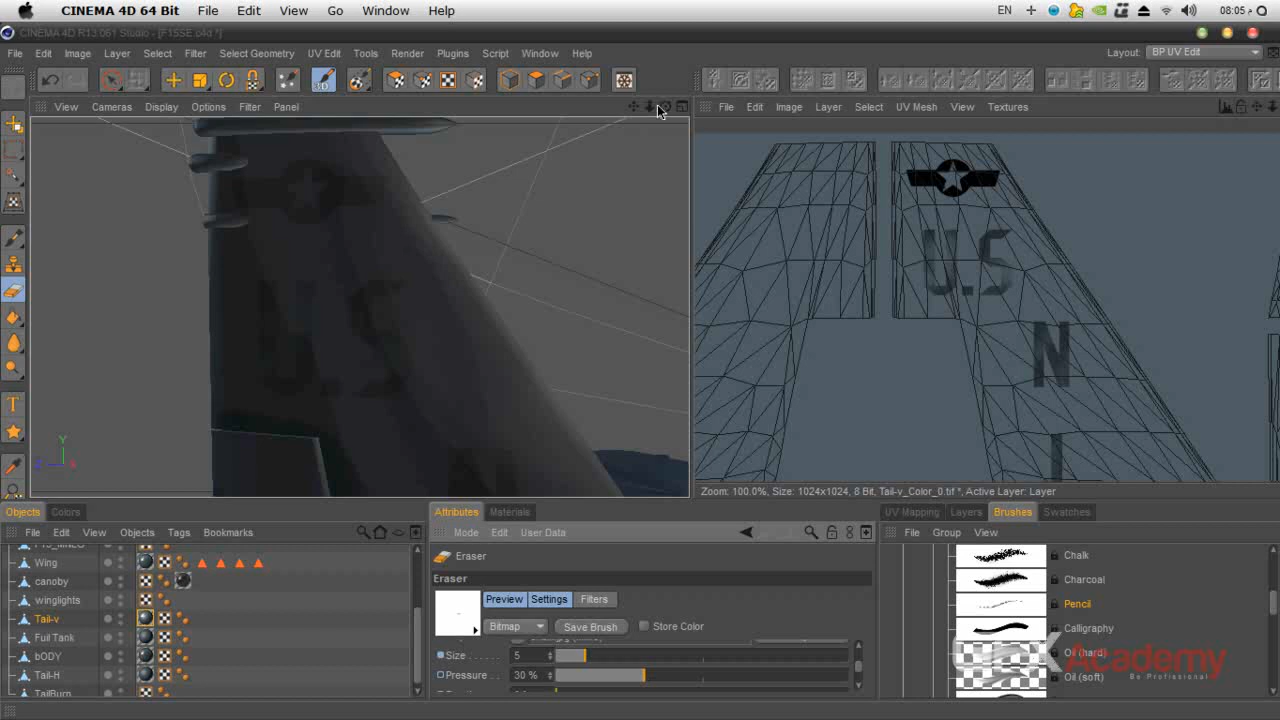 CINEMA 4D 64 Bit File Edit View Go Window Help EN 08:05 م
CINEMA 4D R13.061 Studio - [F15SE.c4d *]
File Edit Image Layer Select Filter Select Geometry UV Edit Tools Render Plugins Script Window Help Layout: BP UV Edit
3D
View Cameras Display Options Filter Panel
File Edit Image Layer Select UV Mesh View Textures
U.S
U.S
N
Y
Z X
T
Zoom: 100.0%, Size: 1024x1024, 8 Bit, Tail-v_Color_0.tif *, Active Layer: Layer
Objects Colors
Attributes Materials
UV Mapping Layers Brushes Swatches
File Edit View Objects Tags Bookmarks
Mode Edit User Data
File Group View
Wing
canoby
winglights
Tail-v
Fuil Tank
bODY
Tail-H
TailBurn
Eraser
Eraser
Preview Settings Filters
Bitmap Save Brush Store Color
Size 5
Pressure 30 %
Chalk
Charcoal
Pencil
Calligraphy
Oil (hard)
Oil (soft)
Academy
Be Professional